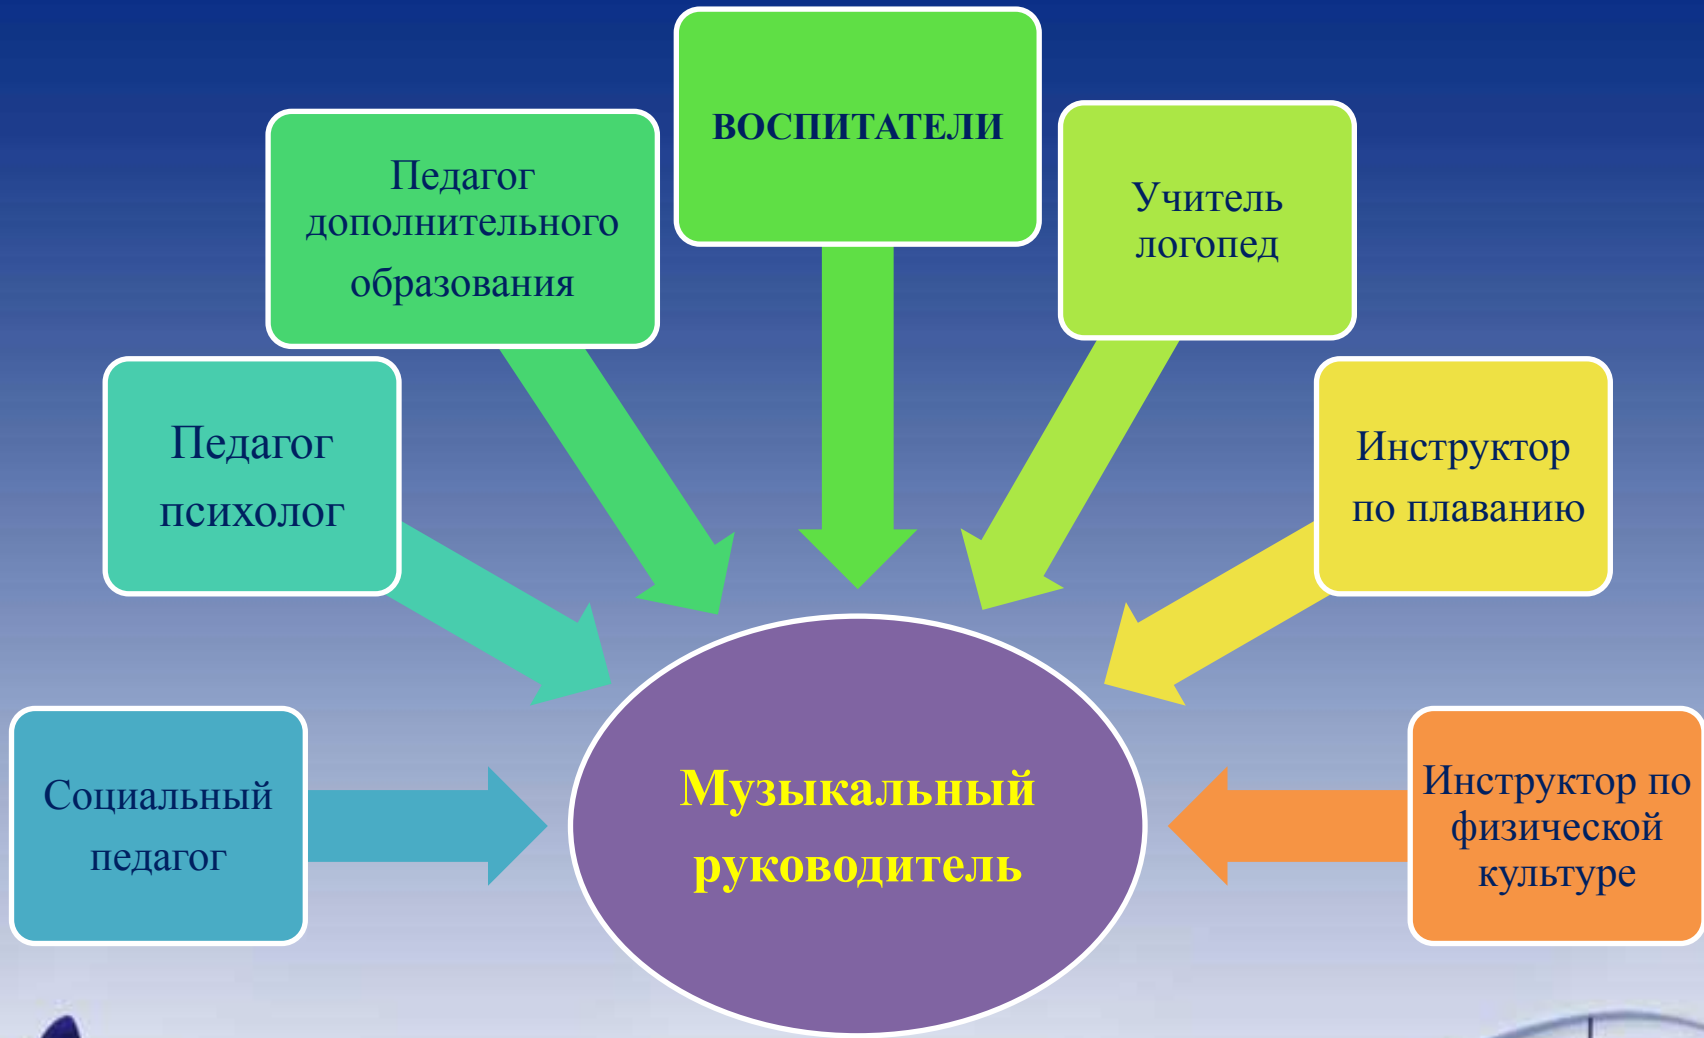 ВОСПИТАТЕЛИ
Педагог
дополнительного
образования
Учитель
логопед
Педагог
психолог
Инструктор
по плаванию
Социальный
педагог
Музыкальный
руководитель
Инструктор по
физической
культуре